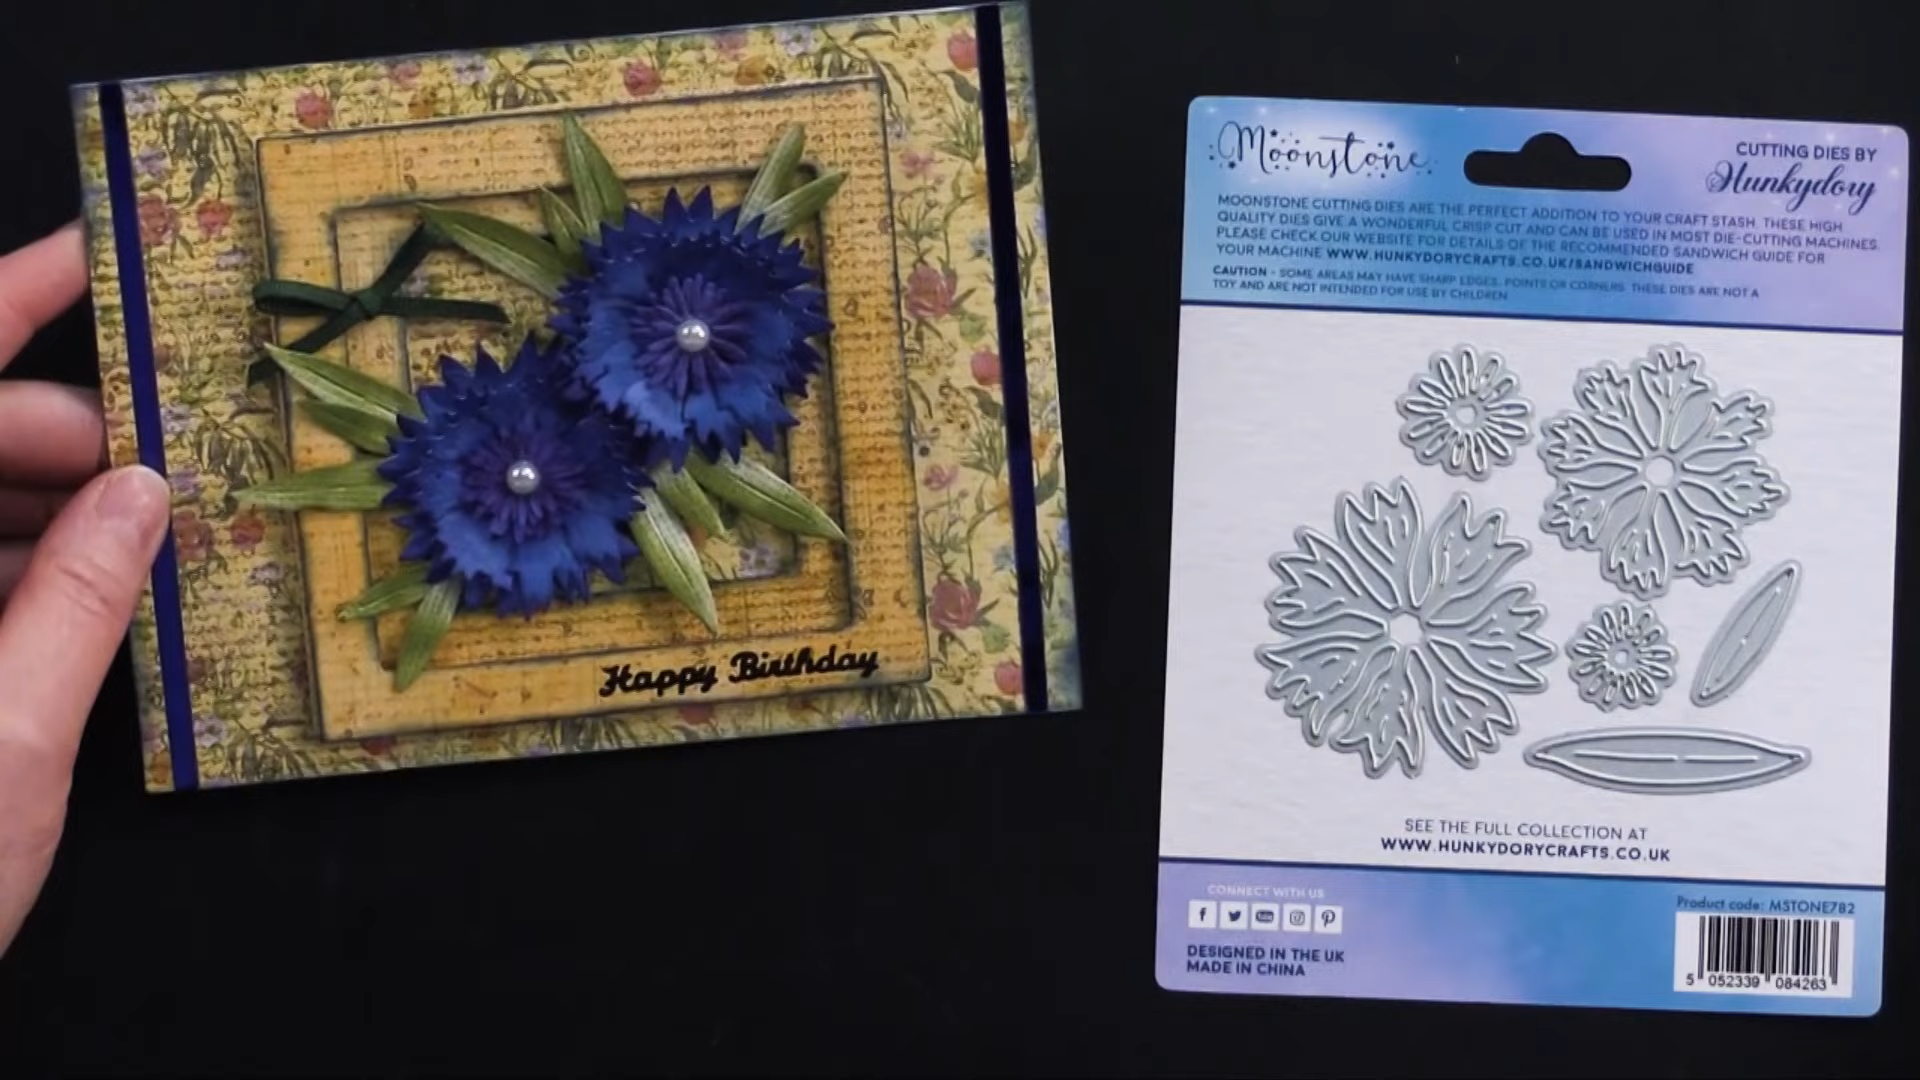 Happy Birthday
Moonstone
CUTTING DIES BY
Hunkydory
MOONSTONE CUTTING DIES ARE THE PERFECT ADDITION TO YOUR CRAFT STASH. THESE HIGH
QUALITY DIES GIVE A WONDERFUL CRISP CUT AND CAN BE USED IN MOST DIE-CUTTING MACHINES.
PLEASE CHECK OUR WEBSITE FOR DETAILS OF THE RECOMMENDED SANDWICH GUIDE FOR
YOUR MACHINE WWW.HUNKYDORYCRAFTS.CO.UK/SANDWICHGUIDE
CAUTION - SOME AREAS MAY HAVE SHARP EDGES, POINTS OR CORNERS. THESE DIES ARE NOT A
TOY AND ARE NOT INTENDED FOR USE BY CHILDREN
SEE THE FULL COLLECTION AT
WWW.HUNKYDORYCRAFTS.CO.UK
CONNECT WITH US
DESIGNED IN THE UK
MADE IN CHINA
Product code: MSTONE782
5 052339 084263